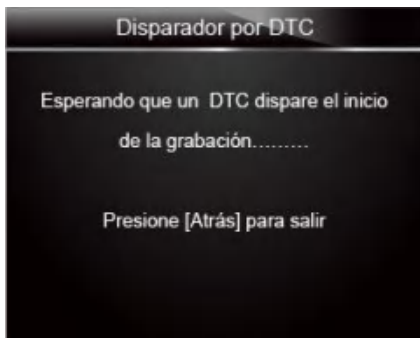 Disparador por DTC
Esperando que un DTC dispare el inicio
de la grabación.........
Presione [Atrás] para salir